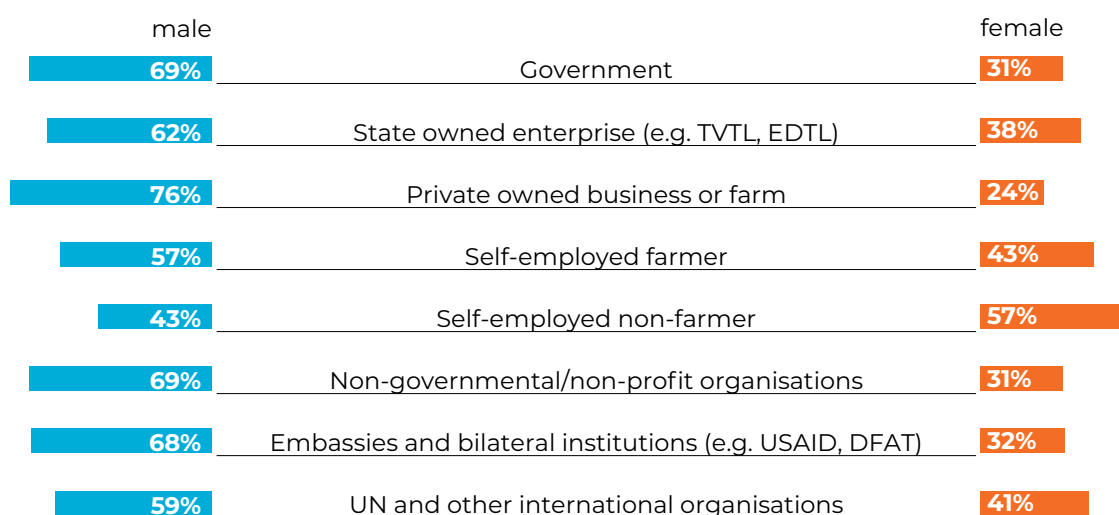 male female
69% Government 31%
62% State owned enterprise (e.g. TVTL, EDTL) 38%
76% Private owned business or farm 24%
57% Self-employed farmer 43%
43% Self-employed non-farmer 57%
69% Non-governmental/non-profit organisations 31%
68% Embassies and bilateral institutions (e.g. USAID, DFAT) 32%
59% UN and other international organisations 41%